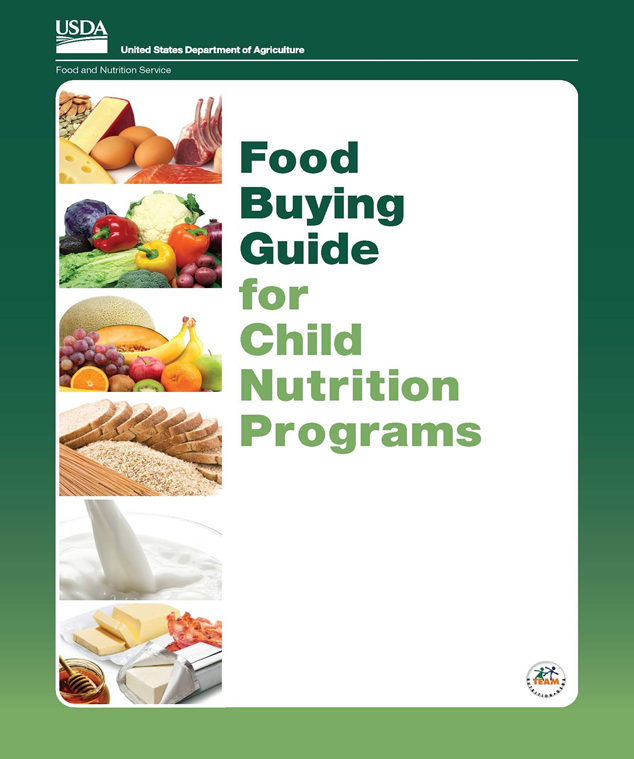 USDA
United States Department of Agriculture
Food and Nutrition Service
Food
Buying
Guide
for
Child
Nutrition
Programs
TEAM